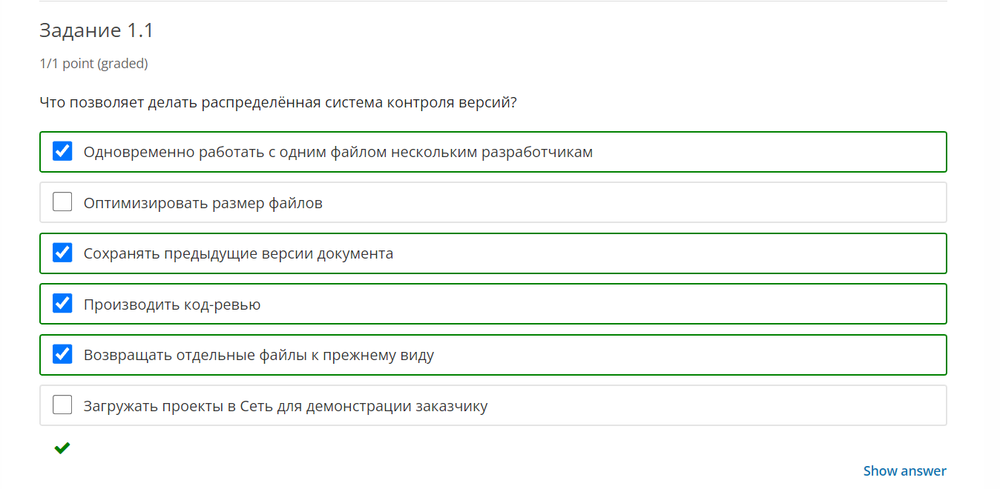 Задание 1.1
1/1 point (graded)
Что позволяет делать распределённая система контроля версий?
Одновременно работать с одним файлом нескольким разработчикам
Оптимизировать размер файлов
Сохранять предыдущие версии документа
Производить код-ревью
Возвращать отдельные файлы к прежнему виду
Загружать проекты в Сеть для демонстрации заказчику
Show answer